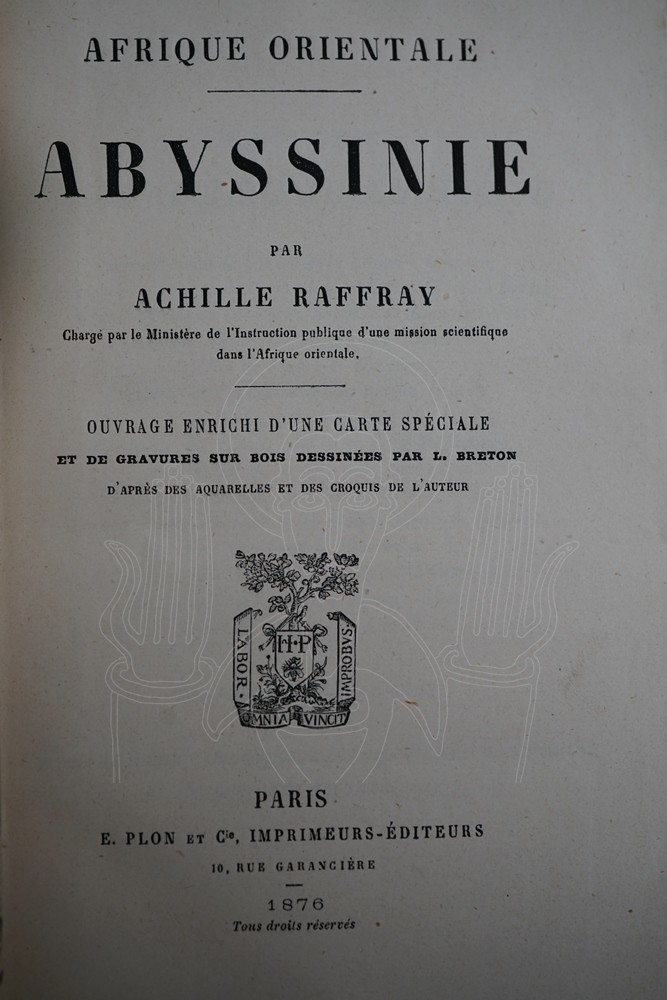 AFRIQUE ORIENTALE
ABYSSINIE
PAR
ACHILLE RAFFRAY
Chargé par le Ministère de l'Instruction publique d'une mission scientifique
dans l'Afrique orientale.
OUVRAGE ENRICHI D'UNE CARTE SPÉCIALE
ET DE GRAVURES SUR BOIS DESSINÉES PAR L. BRETON
D'APRÈS DES AQUARELLES ET DES CROQUIS DE L'AUTEUR
H·P
LABOR·
OMNIA VINCIT
IMPROBVS·
PARIS
E. PLON ET Cie, IMPRIMEURS-ÉDITEURS
10, RUE GARANCIÈRE
1876
Tous droits réservés